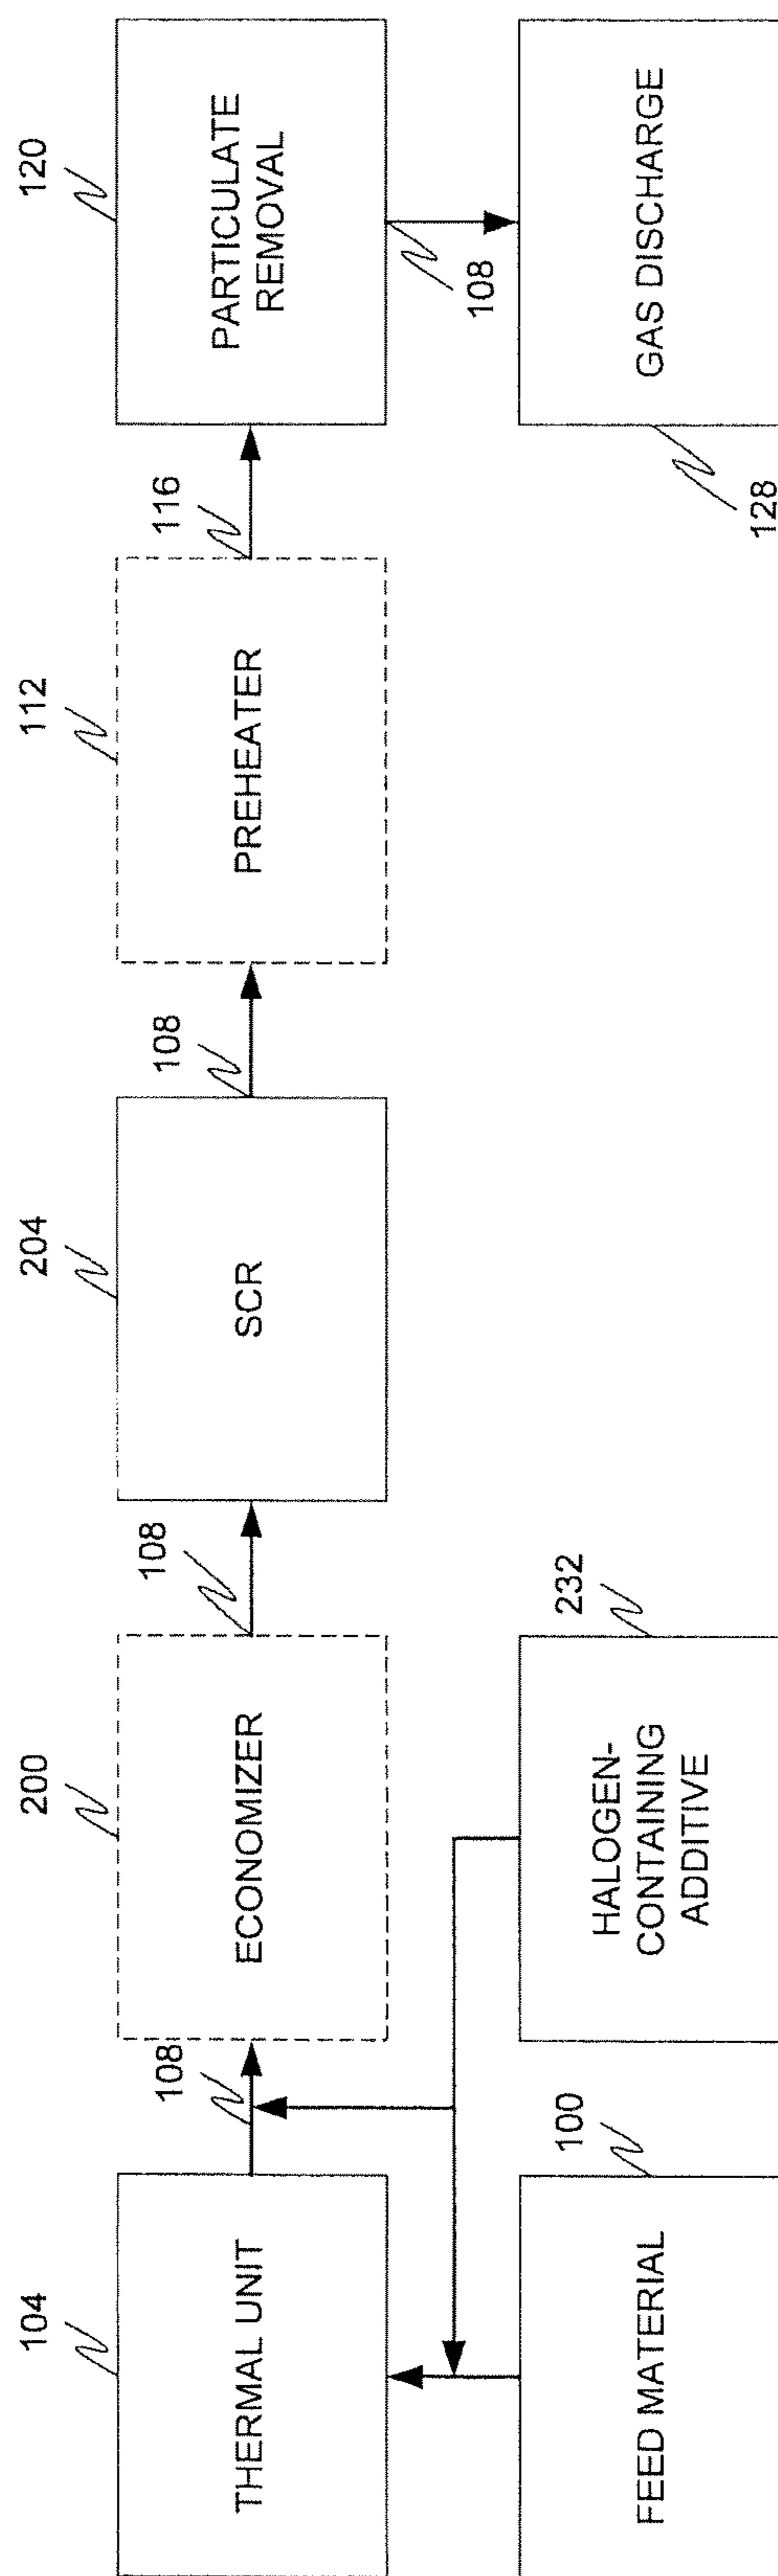 104
THERMAL UNIT
108
200
ECONOMIZER
108
204
SCR
108
112
PREHEATER
116
120
PARTICULATE
REMOVAL
100
FEED MATERIAL
232
HALOGEN-
CONTAINING
ADDITIVE
108
128
GAS DISCHARGE